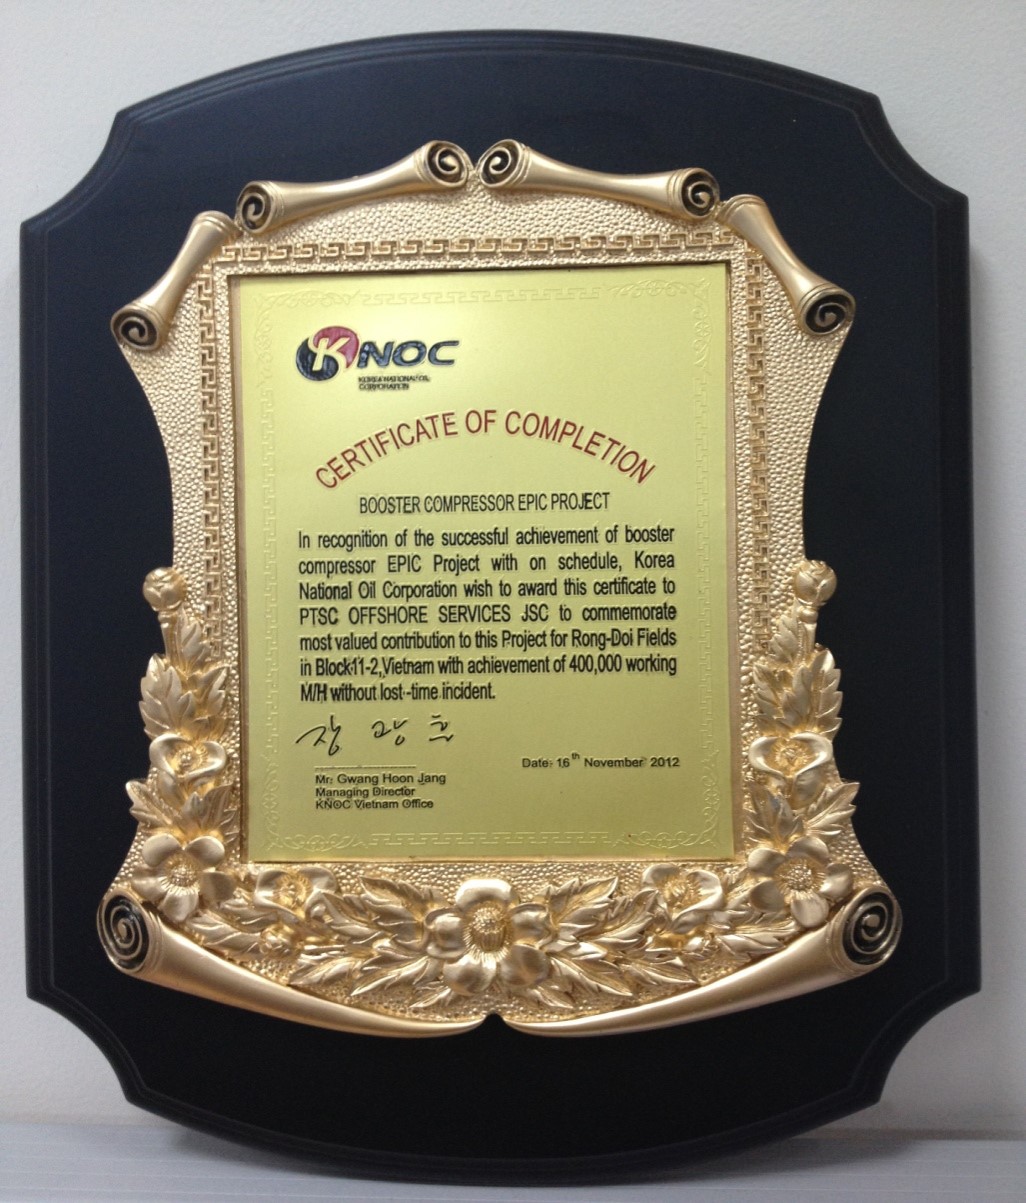 KNOC
KOREA NATIONAL OIL
CORPORATION
CERTIFICATE OF COMPLETION
BOOSTER COMPRESSOR EPIC PROJECT
In recognition of the successful achievement of booster
compressor EPIC Project with on schedule, Korea
National Oil Corporation wish to award this certificate to
PTSC OFFSHORE SERVICES JSC to commemorate
most valued contribution to this Project for Rong-Doi Fields
in Block11-2,Vietnam with achievement of 400,000 working
M/H without lost-time incident.
장 광 훈
Date: 16th November 2012
Mr. Gwang Hoon Jang
Managing Director
KNOC Vietnam Office